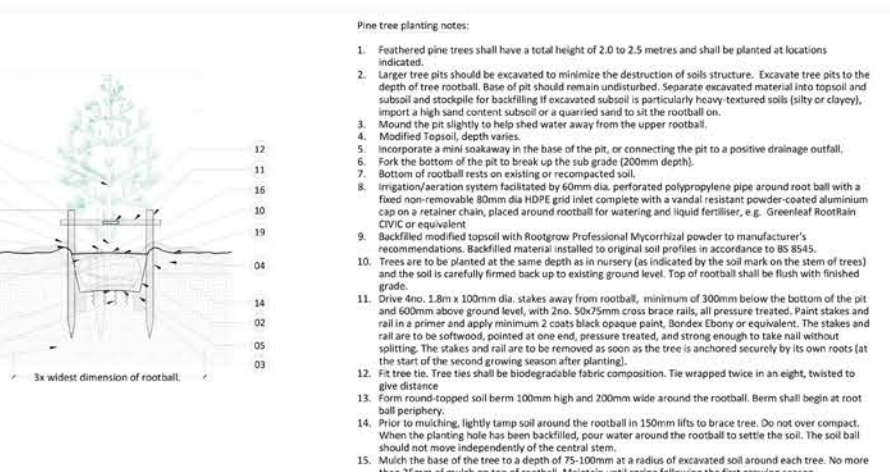 Pine tree planting notes:
1. Feathered pine trees shall have a total height of 2.0 to 2.5 metres and shall be planted at locations
indicated.
2. Larger tree pits should be excavated to minimize the destruction of soils structure. Excavate tree pits to the
depth of tree rootball. Base of pit should remain undisturbed. Separate excavated material into topsoil and
subsoil and stockpile for backfilling If excavated subsoil is particularly heavy-textured soils (silty or clayey),
import a high sand content subsoil or a quarried sand to sit the rootball on.
3. Mound the pit slightly to help shed water away from the upper rootball.
4. Modified Topsoil, depth varies.
5. Incorporate a mini soakaway in the base of the pit, or connecting the pit to a positive drainage outfall.
6. Fork the bottom of the pit to break up the sub grade (200mm depth).
7. Bottom of rootball rests on existing or recompacted soil.
8. Irrigation/aeration system facilitated by 60mm dia. perforated polypropylene pipe around root ball with a
fixed non-removable 80mm dia HDPE grid inlet complete with a vandal resistant powder-coated aluminium
cap on a retainer chain, placed around rootball for watering and liquid fertiliser, e.g. Greenleaf RootRain
CIVIC or equivalent
9. Backfilled modified topsoil with Rootgrow Professional Mycorrhizal powder to manufacturer's
recommendations. Backfilled material installed to original soil profiles in accordance to BS 8545.
10. Trees are to be planted at the same depth as in nursery (as indicated by the soil mark on the stem of trees)
and the soil is carefully firmed back up to existing ground level. Top of rootball shall be flush with finished
grade.
11. Drive 4no. 1.8m x 100mm dia. stakes away from rootball, minimum of 300mm below the bottom of the pit
and 600mm above ground level, with 2no. 50x75mm cross brace rails, all pressure treated. Paint stakes and
rail in a primer and apply minimum 2 coats black opaque paint, Bondex Ebony or equivalent. The stakes and
rail are to be softwood, pointed at one end, pressure treated, and strong enough to take nail without
splitting. The stakes and rail are to be removed as soon as the tree is anchored securely by its own roots (at
the start of the second growing season after planting).
12. Fit tree tie. Tree ties shall be biodegradable fabric composition. Tie wrapped twice in an eight, twisted to
give distance
13. Form round-topped soil berm 100mm high and 200mm wide around the rootball. Berm shall begin at root
ball periphery.
14. Prior to mulching, lightly tamp soil around the rootball in 150mm lifts to brace tree. Do not over compact.
When the planting hole has been backfilled, pour water around the rootball to settle the soil. The soil ball
should not move independently of the central stem.
15. Mulch the base of the tree to a depth of 75-100mm at a radius of excavated soil around each tree. No more
than 25mm of mulch on top of rootball. Maintain until spring following the first growing season
12
11
16
10
19
04
14
02
05
03
3x widest dimension of rootball.